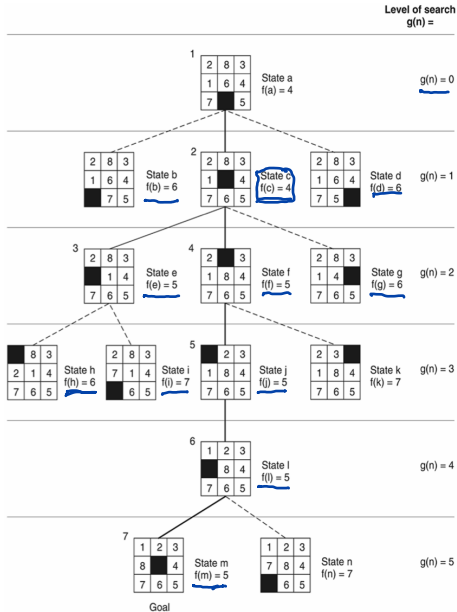 Level of search
g(n) =
1
2 8 3
1 6 4
7 5
State a
f(a) = 4
g(n) = 0
2 8 3
1 6 4
7 5
State b
f(b) = 6
2
2 8 3
1 4
7 6 5
State c
f(c) = 4
2 8 3
1 6 4
7 5
State d
f(d) = 6
g(n) = 1
3
2 8 3
1 4
7 6 5
State e
f(e) = 5
4
2 3
1 8 4
7 6 5
State f
f(f) = 5
2 8 3
1 4
7 6 5
State g
f(g) = 6
g(n) = 2
8 3
2 1 4
7 6 5
State h
f(h) = 6
2 8 3
7 1 4
6 5
State i
f(i) = 7
5
2 3
1 8 4
7 6 5
State j
f(j) = 5
2 3
1 8 4
7 6 5
State k
f(k) = 7
g(n) = 3
6
1 2 3
8 4
7 6 5
State l
f(l) = 5
g(n) = 4
7
1 2 3
8 4
7 6 5
State m
f(m) = 5
Goal
1 2 3
7 8 4
6 5
State n
f(n) = 7
g(n) = 5